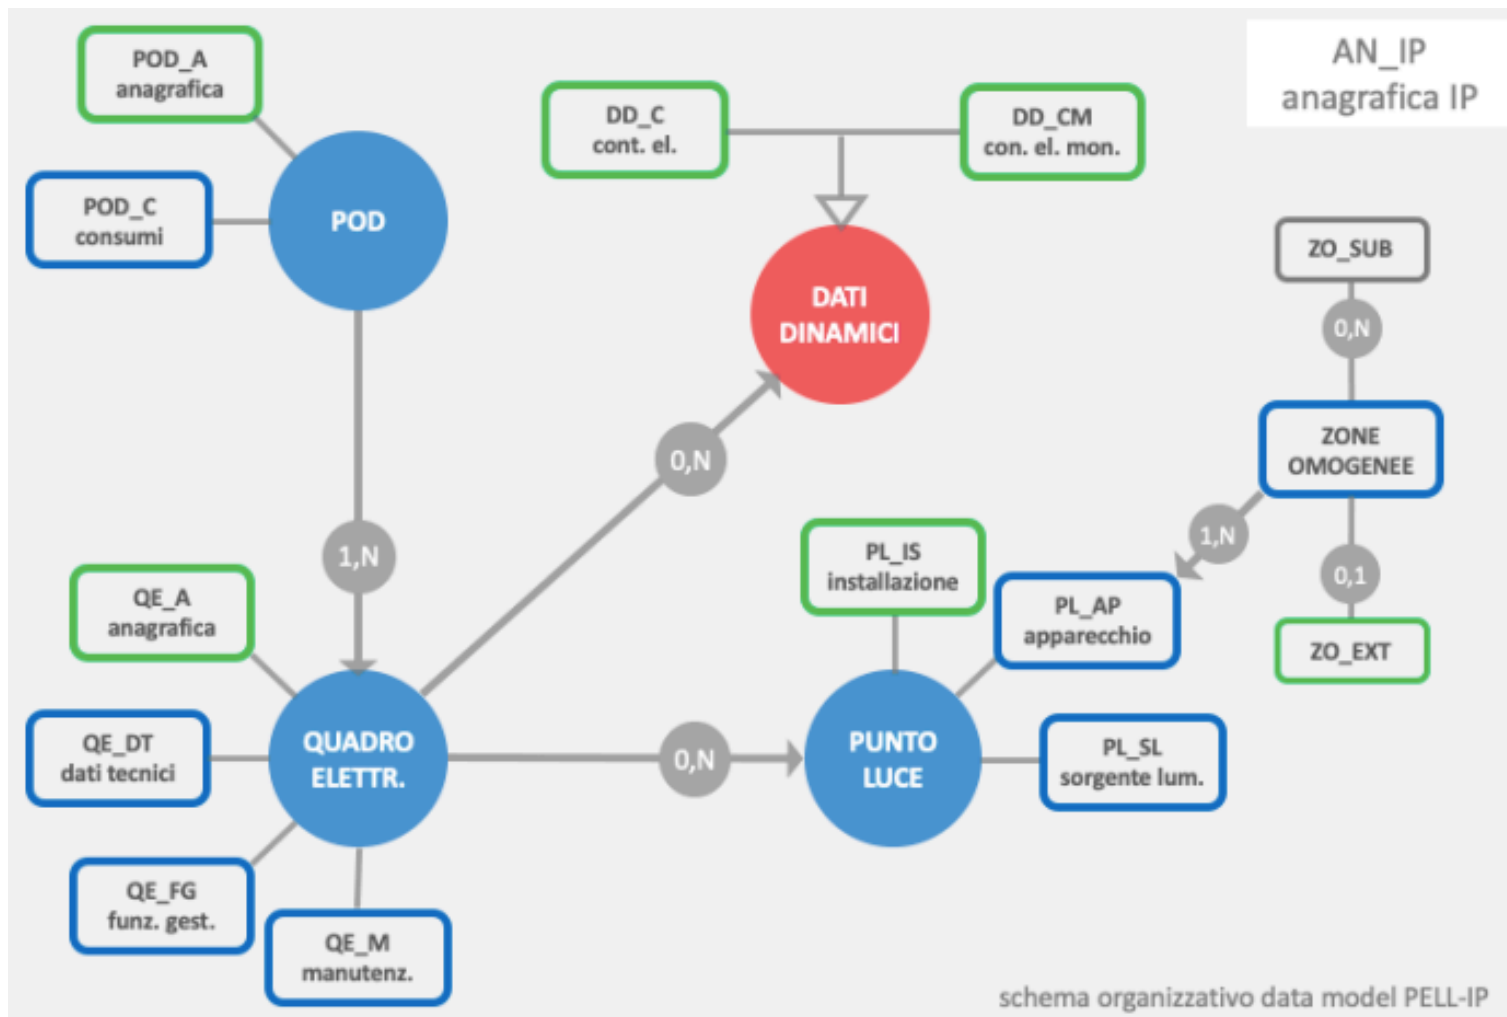 POD_A
anagrafica
AN_IP
anagrafica IP
DD_C
cont. el.
DD_CM
con. el. mon.
POD_C
consumi
POD
ZO_SUB
DATI
DINAMICI
0,N
ZONE
OMOGENEE
0,N
1,N
1,N
PL_IS
installazione
0,1
QE_A
anagrafica
PL_AP
apparecchio
ZO_EXT
QUADRO
ELETTR.
0,N
PUNTO
LUCE
QE_DT
dati tecnici
PL_SL
sorgente lum.
QE_FG
funz. gest.
QE_M
manutenz.
schema organizzativo data model PELL-IP